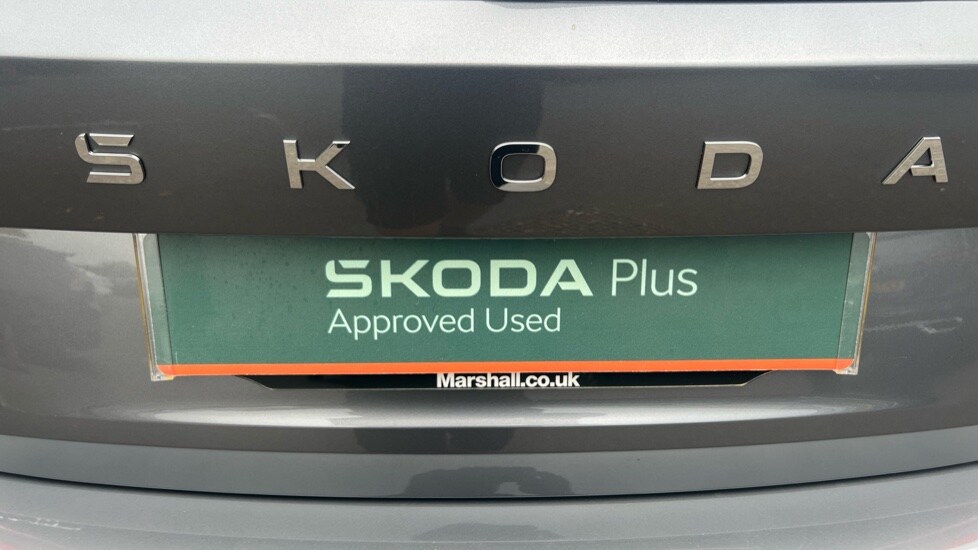 SKODA
SKODA Plus
Approved Used
Marshall.co.uk